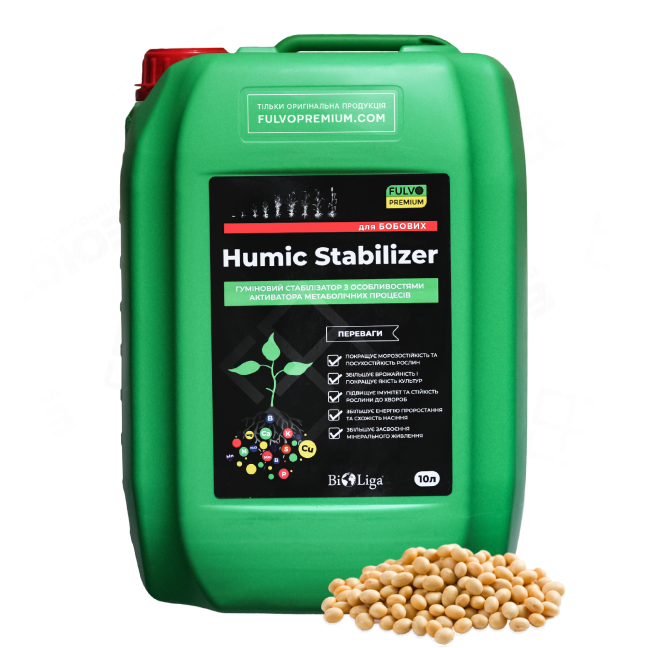 ТІЛЬКИ ОРИГІНАЛЬНА ПРОДУКЦІЯ
FULVOPREMIUM.COM
FULVO
PREMIUM
для БОБОВИХ
Humic Stabilizer
ГУМІНОВИЙ СТАБІЛІЗАТОР З ОСОБЛИВОСТЯМИ
АКТИВАТОРА МЕТАБОЛІЧНИХ ПРОЦЕСІВ
ПЕРЕВАГИ
ПОКРАЩУЄ МОРОЗОСТІЙКІСТЬ ТА
ПОСУХОСТІЙКІСТЬ РОСЛИН
ЗБІЛЬШУЄ ВРОЖАЙНІСТЬ І
ПОКРАЩУЄ ЯКІСТЬ КУЛЬТУР
ПІДВИЩУЄ ІМУНІТЕТ ТА СТІЙКІСТЬ
РОСЛИНИ ДО ХВОРОБ
ЗБІЛЬШУЄ ЕНЕРГІЮ ПРОРОСТАННЯ
ТА СХОЖІСТЬ НАСІННЯ
ЗБІЛЬШУЄ ЗАСВОЄННЯ
МІНЕРАЛЬНОГО ЖИВЛЕННЯ
B
Ca
K
N
S
Cu
B
P
BioLiga
10л